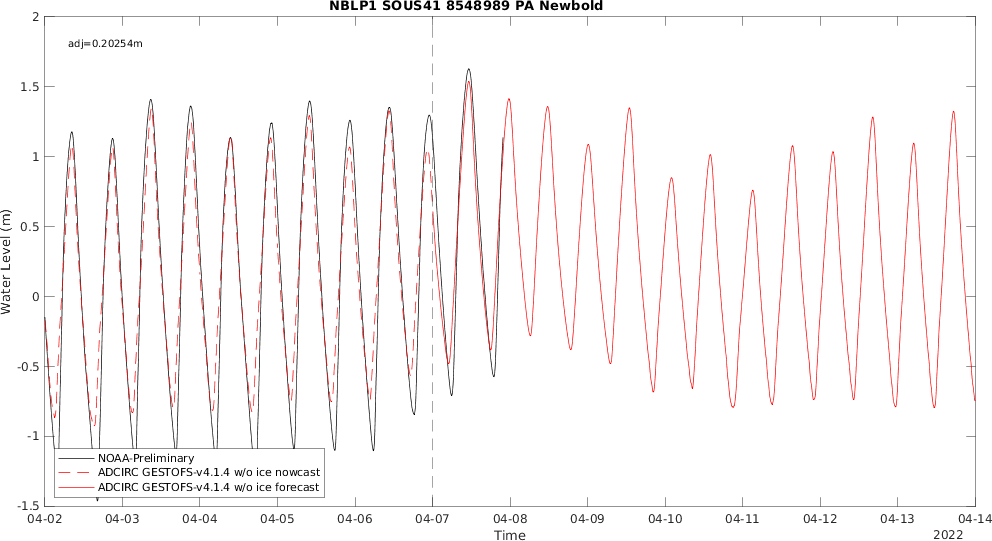 NBLP1 SOUS41 8548989 PA Newbold
adj=0.20254m
2
1.5
1
0.5
0
-0.5
-1
-1.5
Water Level (m)
NOAA-Preliminary
ADCIRC GESTOFS-v4.1.4 w/o ice nowcast
ADCIRC GESTOFS-v4.1.4 w/o ice forecast
04-02 04-03 04-04 04-05 04-06 04-07 04-08 04-09 04-10 04-11 04-12 04-13 04-14
Time
2022